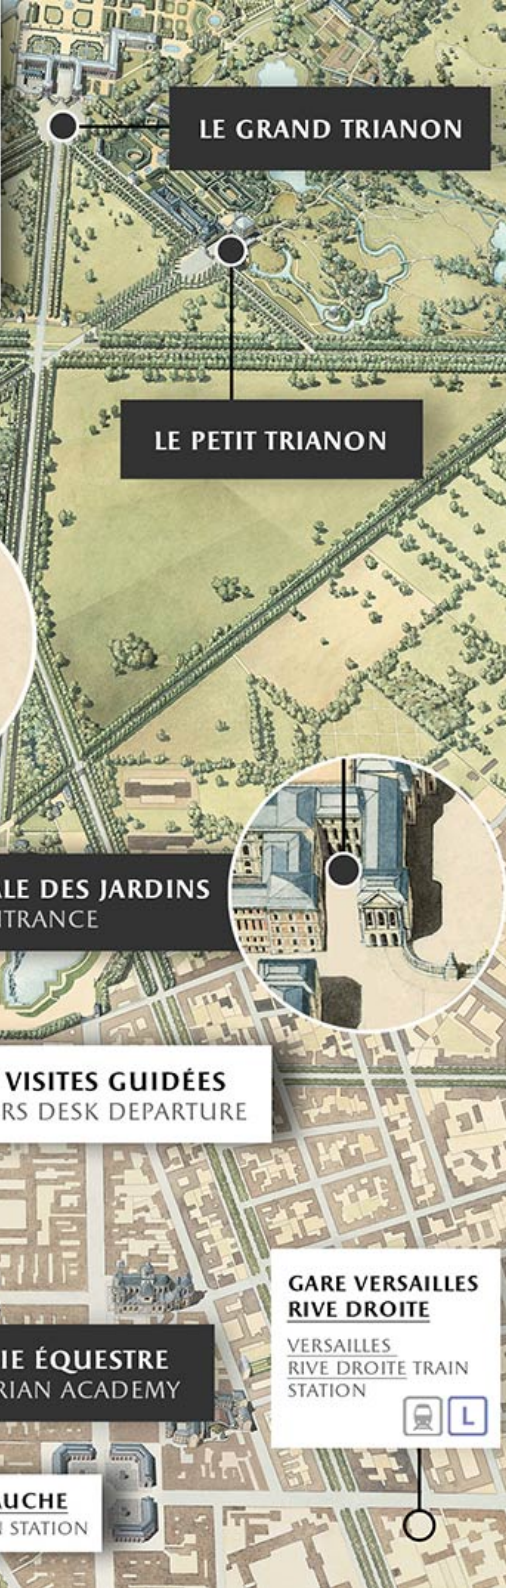 LE GRAND TRIANON
LE PETIT TRIANON
ALE DES JARDINS
NTRANCE
VISITES GUIDÉES
RS DESK DEPARTURE
GARE VERSAILLES
RIVE DROITE
VERSAILLES
RIVE DROITE TRAIN
STATION
L
IE ÉQUESTRE
RIAN ACADEMY
AUCHE
N STATION